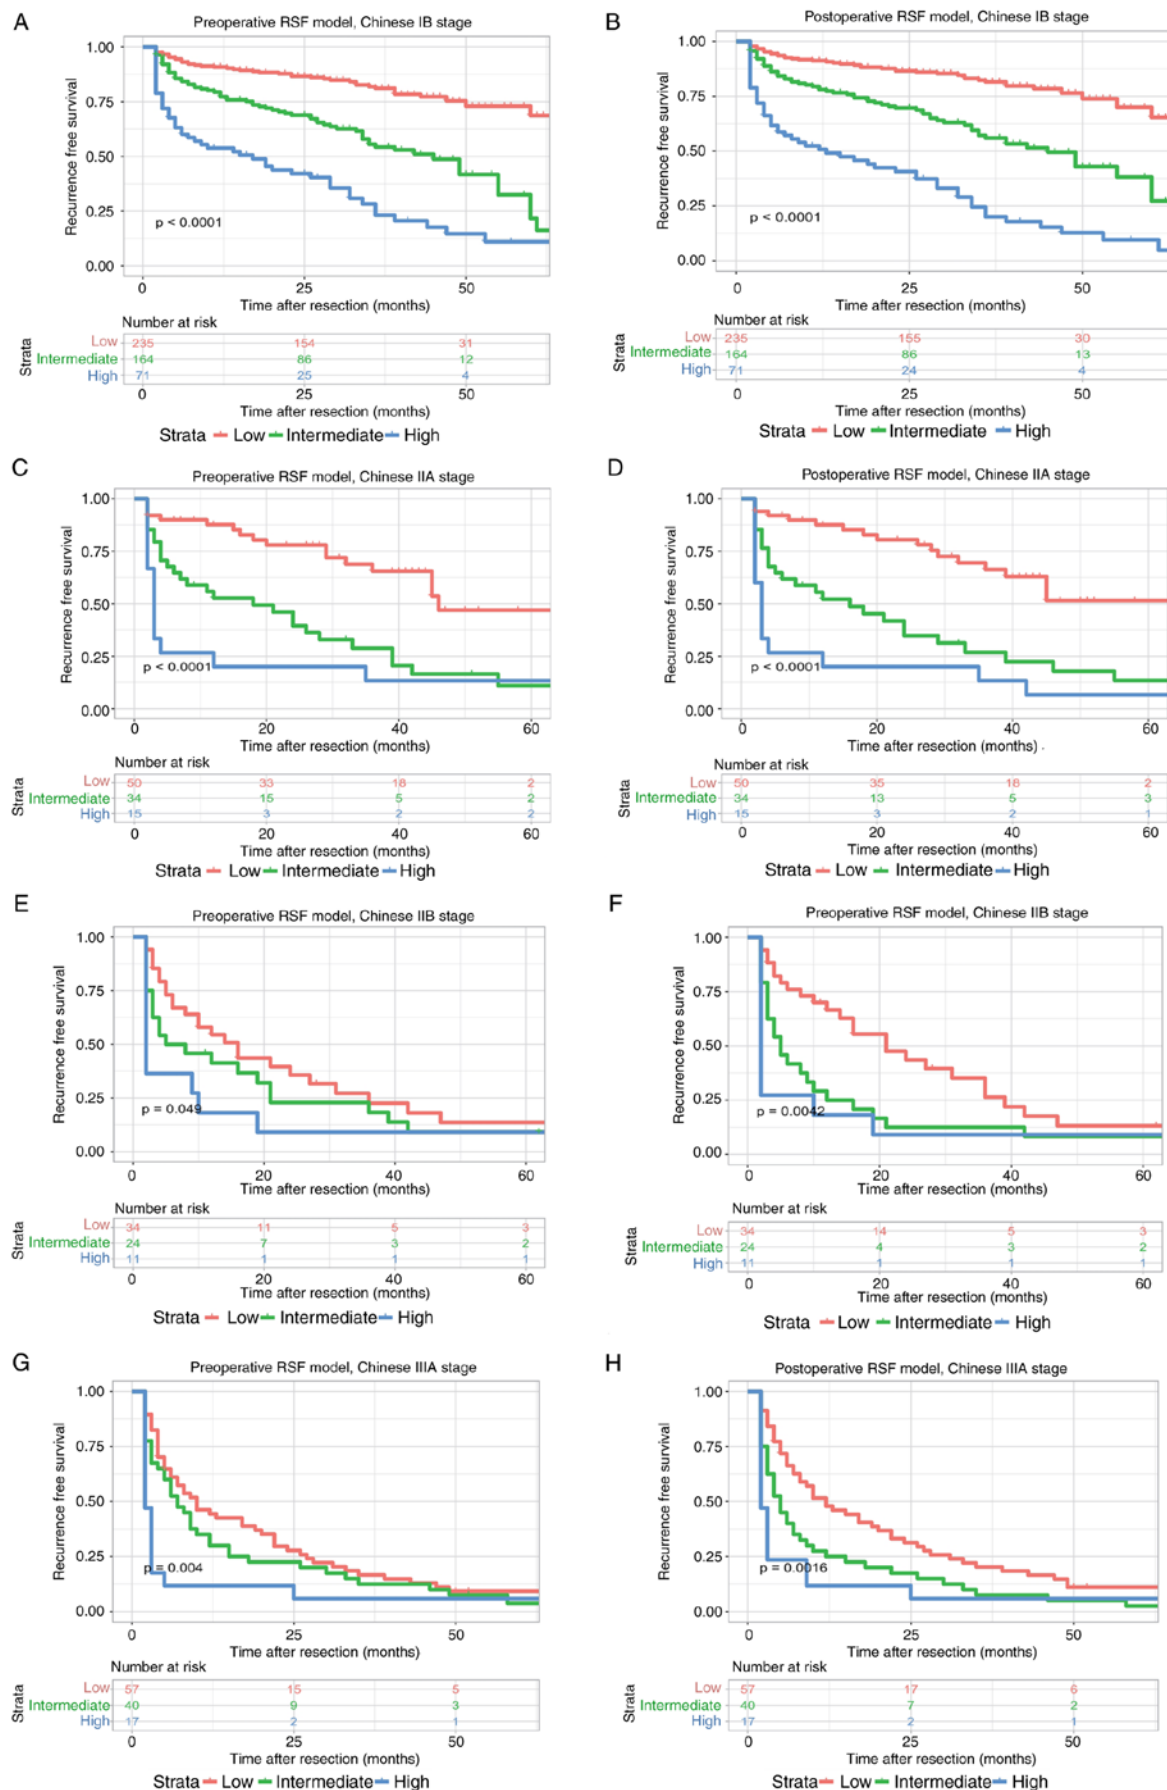 A
Preoperative RSF model, Chinese IB stage
Recurrence free survival
1.00
0.75
0.50
0.25
0.00
p < 0.0001
0 25 50
Time after resection (months)
Number at risk
Strata
Low 235 154 31
Intermediate 164 86 12
High 71 25 4
0 25 50
Time after resection (months)
Strata Low Intermediate High
B
Postoperative RSF model, Chinese IB stage
Recurrence free survival
1.00
0.75
0.50
0.25
0.00
p < 0.0001
0 25 50
Time after resection (months)
Number at risk
Strata
Low 235 155 30
Intermediate 164 86 13
High 71 24 4
0 25 50
Time after resection (months)
Strata Low Intermediate High
C
Preoperative RSF model, Chinese IIA stage
Recurrence free survival
1.00
0.75
0.50
0.25
0.00
p < 0.0001
0 20 40 60
Time after resection (months)
Number at risk
Strata
Low 50 33 18 2
Intermediate 34 15 5 2
High 15 3 2 2
0 20 40 60
Time after resection (months)
Strata Low Intermediate High
D
Postoperative RSF model, Chinese IIA stage
Recurrence free survival
1.00
0.75
0.50
0.25
0.00
p < 0.0001
0 20 40 60
Time after resection (months) .
Number at risk
Strata
Low 50 35 18 2
Intermediate 34 13 5 3
High 15 3 2 1
0 20 40 60
Time after resection (months)
Strata Low Intermediate High
E
Preoperative RSF model, Chinese IIB stage
Recurrence free survival
1.00
0.75
0.50
0.25
0.00
p = 0.049
0 20 40 60
Time after resection (months)
Number at risk
Strata
Low 34 11 5 3
Intermediate 24 7 3 2
High 11 1 1 1
0 20 40 60
Time after resection (months)
Strata Low Intermediate High
F
Preoperative RSF model, Chinese IIB stage
Recurrence free survival
1.00
0.75
0.50
0.25
0.00
p = 0.0042
0 20 40 60
Time after resection (months)
Number at risk
Strata
Low 34 14 5 3
Intermediate 24 4 3 2
High 11 1 1 1
0 20 40 60
Time after resection (months)
Strata Low Intermediate High
G
Preoperative RSF model, Chinese IIIA stage
Recurrence free survival
1.00
0.75
0.50
0.25
0.00
p = 0.004
0 25 50
Time after resection (months)
Number at risk
Strata
Low 57 15 5
Intermediate 40 9 3
High 17 2 1
0 25 50
Time after resection (months)
Strata Low Intermediate High
H
Postoperative RSF model, Chinese IIIA stage
Recurrence free survival
1.00
0.75
0.50
0.25
0.00
p = 0.0016
0 25 50
Time after resection (months)
Number at risk
Strata
Low 57 17 6
Intermediate 40 7 2
High 17 2 1
0 25 50
Time after resection (months)
Strata Low Intermediate High